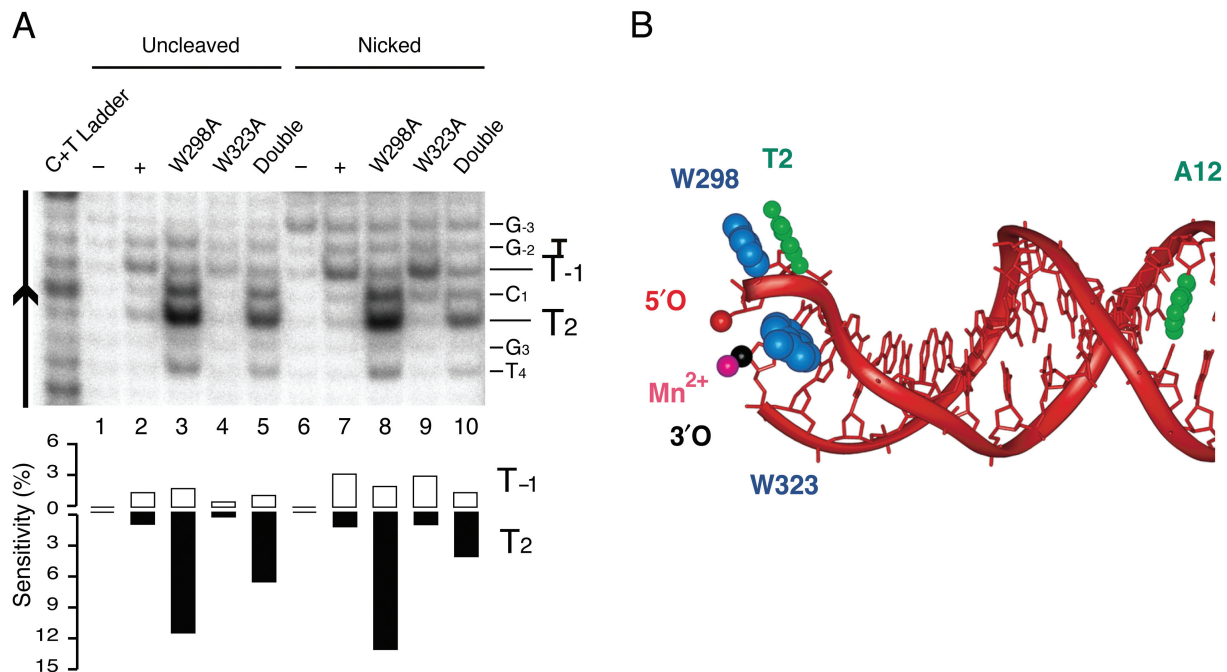 A
Uncleaved Nicked
C+T Ladder – + W298A W323A Double – + W298A W323A Double
G-3
G-2 T
T-1
C1
T2
G3
T4
1 2 3 4 5 6 7 8 9 10
Sensitivity (%)
6
3
0
3
6
9
12
15
T-1
T2
B
W298
T2
A12
5′O
Mn2+
3′O
W323